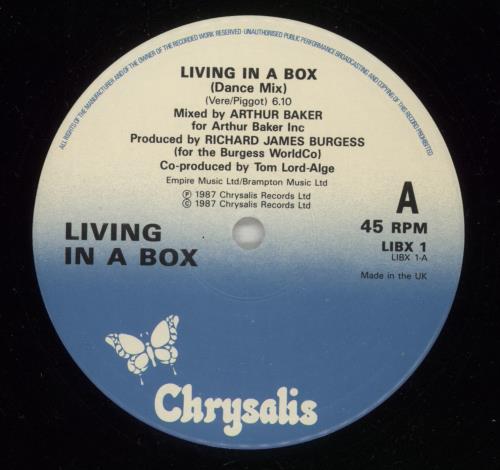 ALL RIGHTS OF THE MANUFACTURER AND OF THE OWNER OF THE RECORDED WORK RESERVED · UNAUTHORISED PUBLIC PERFORMANCE BROADCASTING AND COPYING OF THIS RECORD PROHIBITED
LIVING IN A BOX
(Dance Mix)
(Vere/Piggot) 6.10
Mixed by ARTHUR BAKER
for Arthur Baker Inc
Produced by RICHARD JAMES BURGESS
(for the Burgess WorldCo)
Co-produced by Tom Lord-Alge
Empire Music Ltd/Brampton Music Ltd
℗ 1987 Chrysalis Records Ltd
© 1987 Chrysalis Records Ltd
A
45 RPM
LIBX 1
LIBX 1-A
Made in the UK
LIVING
IN A BOX
Chrysalis